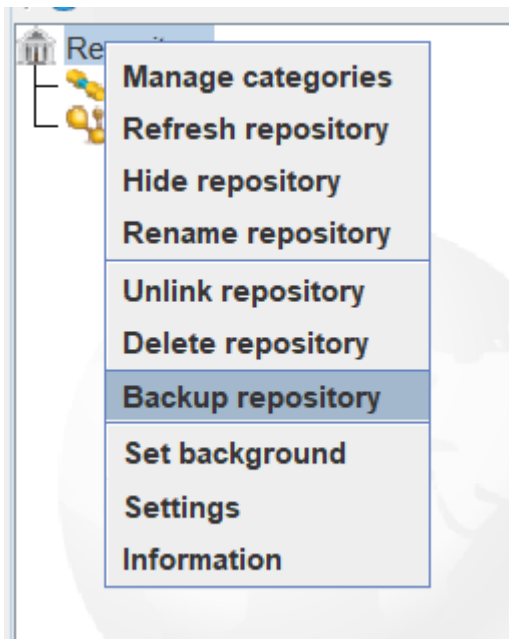 Manage categories
Refresh repository
Hide repository
Rename repository
Unlink repository
Delete repository
Backup repository
Set background
Settings
Information